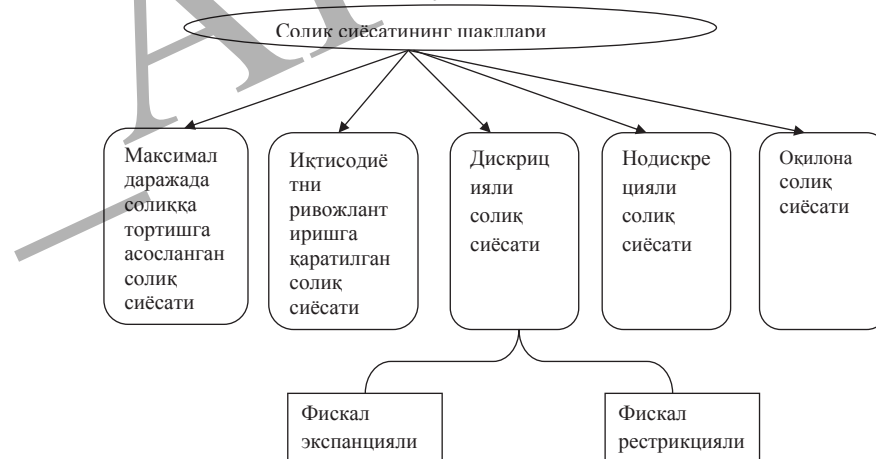 Солиқ сиёсатининг шакллари
Максимал
даражада
солиққа
тортишга
асосланган
солиқ
сиёсати
Иқтисодиё
тни
ривожлант
иришга
қаратилган
солиқ
сиёсати
Дискриц
ияли
солиқ
сиёсати
Нодискре
цияли
солиқ
сиёсати
Оқилона
солиқ
сиёсати
Фискал
экспанцияли
Фискал
рестрикцияли